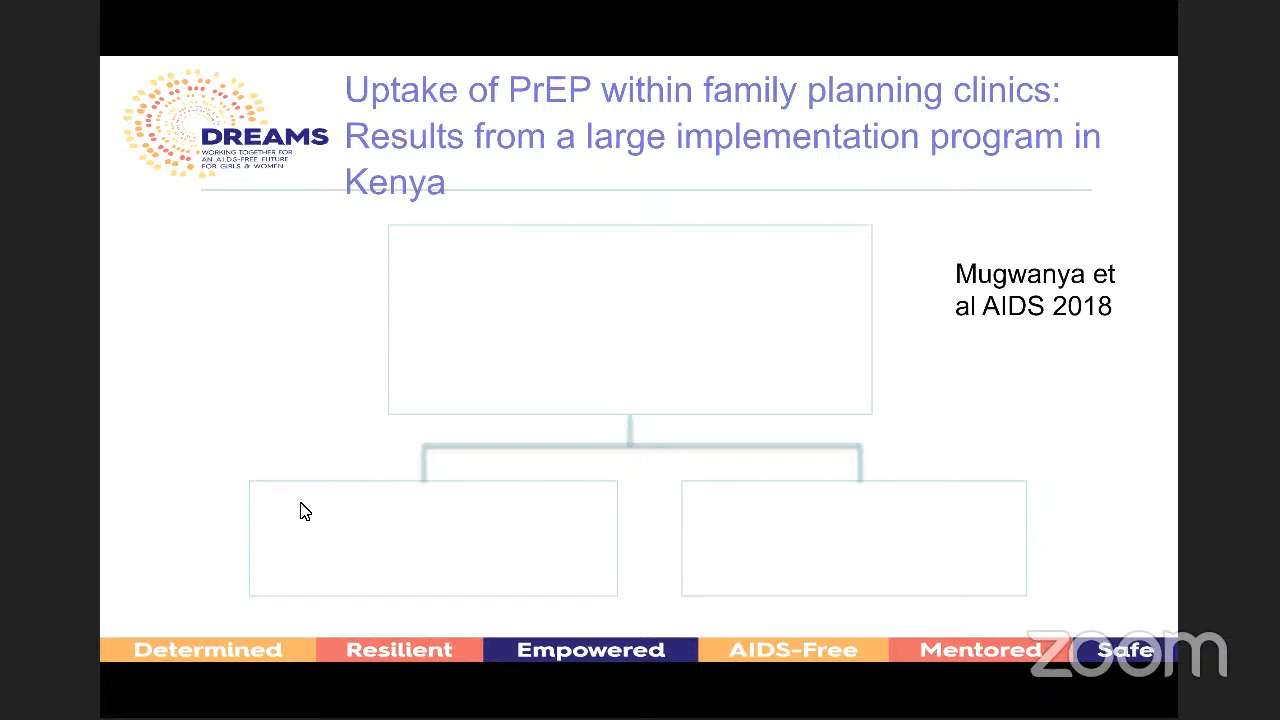 Uptake of PrEP within family planning clinics:
Results from a large implementation program in
Kenya
DREAMS
WORKING TOGETHER FOR
AN A.I.D.S-FREE FUTURE
FOR GIRLS & WOMEN
Mugwanya et
al AIDS 2018
Determined Resilient Empowered AIDS-Free Mentored Safe
zoom